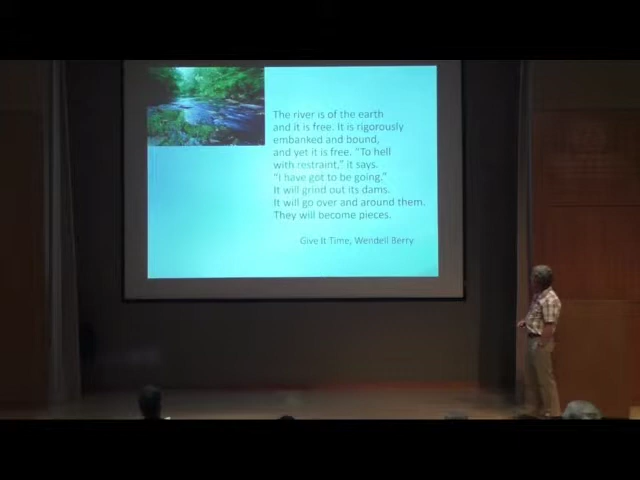 The river is of the earth
and it is free. It is rigorously
embanked and bound,
and yet it is free. "To hell
with restraint," it says.
"I have got to be going."
It will grind out its dams.
It will go over and around them.
They will become pieces.
Give It Time, Wendell Berry